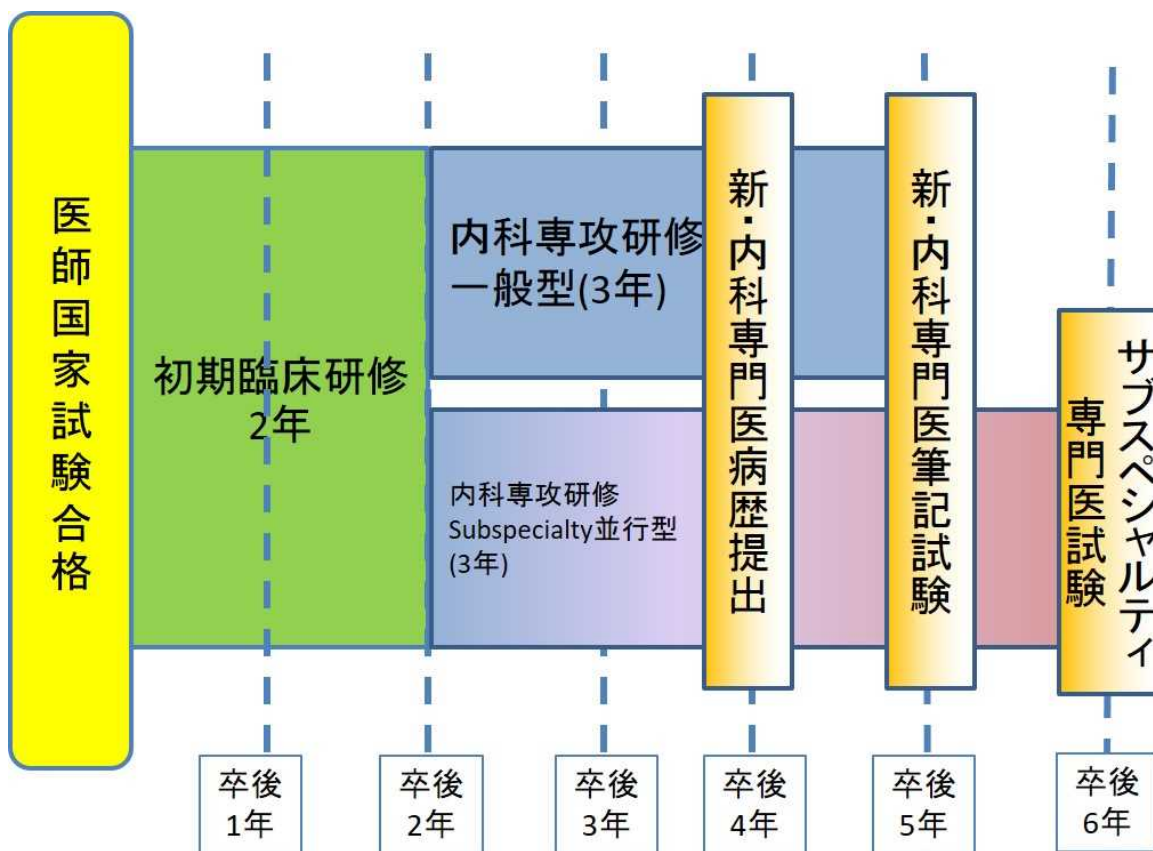 医師国家試験合格
初期臨床研修
2年
内科専攻研修
一般型(3年)
内科専攻研修
Subspecialty並行型
(3年)
新・内科専門医病歴提出
新・内科専門医筆記試験
サブスペシャルティ
専門医試験
卒後
1年
卒後
2年
卒後
3年
卒後
4年
卒後
5年
卒後
6年